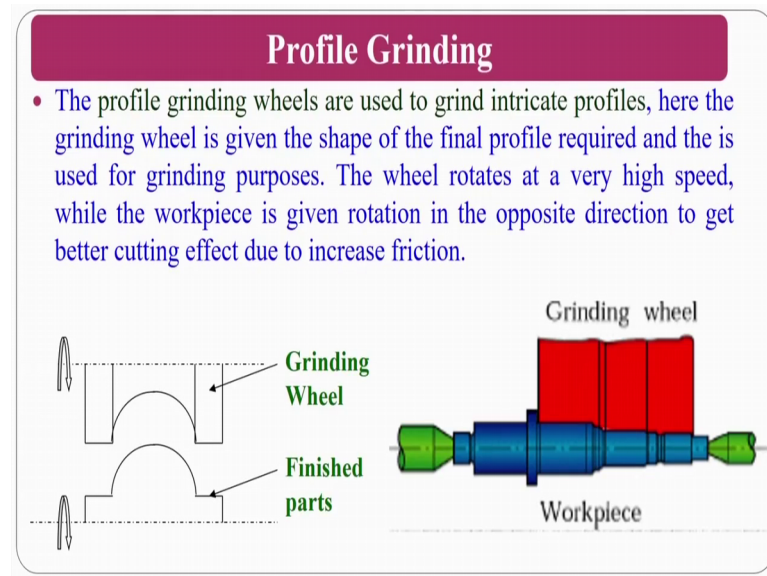 Profile Grinding
• The profile grinding wheels are used to grind intricate profiles, here the
grinding wheel is given the shape of the final profile required and the is
used for grinding purposes. The wheel rotates at a very high speed,
while the workpiece is given rotation in the opposite direction to get
better cutting effect due to increase friction.
Grinding wheel
Grinding
Wheel
Finished
parts
Workpiece